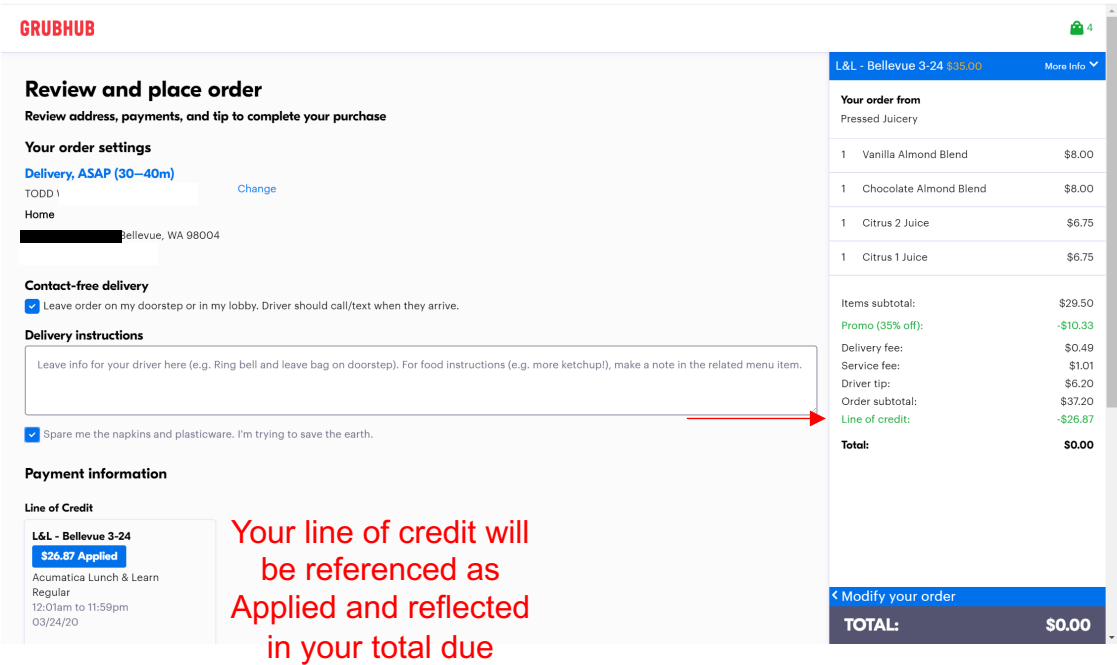 GRUBHUB
4
Review and place order
Review address, payments, and tip to complete your purchase
Your order settings
Delivery, ASAP (30–40m)
TODD
Change
Home
Bellevue, WA 98004
Contact-free delivery
Leave order on my doorstep or in my lobby. Driver should call/text when they arrive.
Delivery instructions
Leave info for your driver here (e.g. Ring bell and leave bag on doorstep). For food instructions (e.g. more ketchup!), make a note in the related menu item.
Spare me the napkins and plasticware. I'm trying to save the earth.
Payment information
Line of Credit
L&L - Bellevue 3-24
$26.87 Applied
Acumatica Lunch & Learn
Regular
12:01am to 11:59pm
03/24/20
Your line of credit will
be referenced as
Applied and reflected
in your total due
L&L - Bellevue 3-24 $35.00 More Info
Your order from
Pressed Juicery
1 Vanilla Almond Blend $8.00
1 Chocolate Almond Blend $8.00
1 Citrus 2 Juice $6.75
1 Citrus 1 Juice $6.75
Items subtotal: $29.50
Promo (35% off): -$10.33
Delivery fee: $0.49
Service fee: $1.01
Driver tip: $6.20
Order subtotal: $37.20
Line of credit: -$26.87
Total: $0.00
Modify your order
TOTAL: $0.00